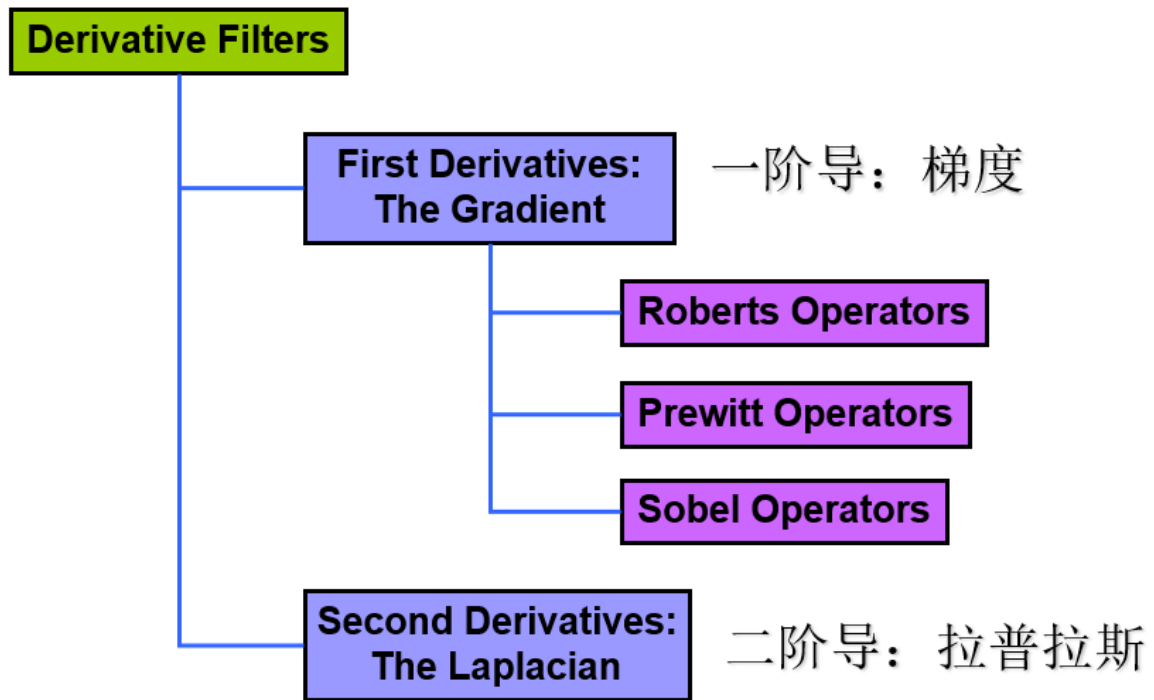 Derivative Filters
First Derivatives:
The Gradient
一阶导：梯度
Roberts Operators
Prewitt Operators
Sobel Operators
Second Derivatives:
The Laplacian
二阶导：拉普拉斯